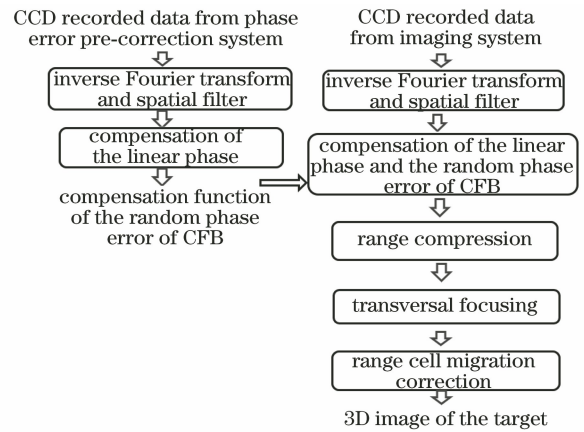 CCD recorded data from phase
error pre-correction system
inverse Fourier transform
and spatial filter
compensation of
the linear phase
compensation function
of the random phase
error of CFB
CCD recorded data
from imaging system
inverse Fourier transform
and spatial filter
compensation of the linear
phase and the random phase
error of CFB
range compression
transversal focusing
range cell migration
correction
3D image of the target